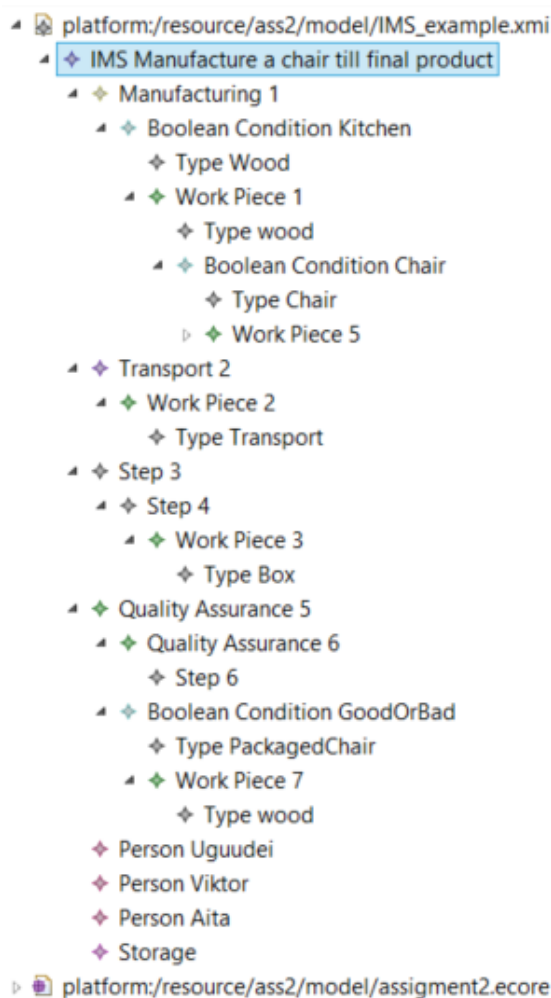 platform:/resource/ass2/model/IMS_example.xmi
IMS Manufacture a chair till final product
Manufacturing 1
Boolean Condition Kitchen
Type Wood
Work Piece 1
Type wood
Boolean Condition Chair
Type Chair
Work Piece 5
Transport 2
Work Piece 2
Type Transport
Step 3
Step 4
Work Piece 3
Type Box
Quality Assurance 5
Quality Assurance 6
Step 6
Boolean Condition GoodOrBad
Type PackagedChair
Work Piece 7
Type wood
Person Uguudei
Person Viktor
Person Aita
Storage
platform:/resource/ass2/model/assigment2.ecore